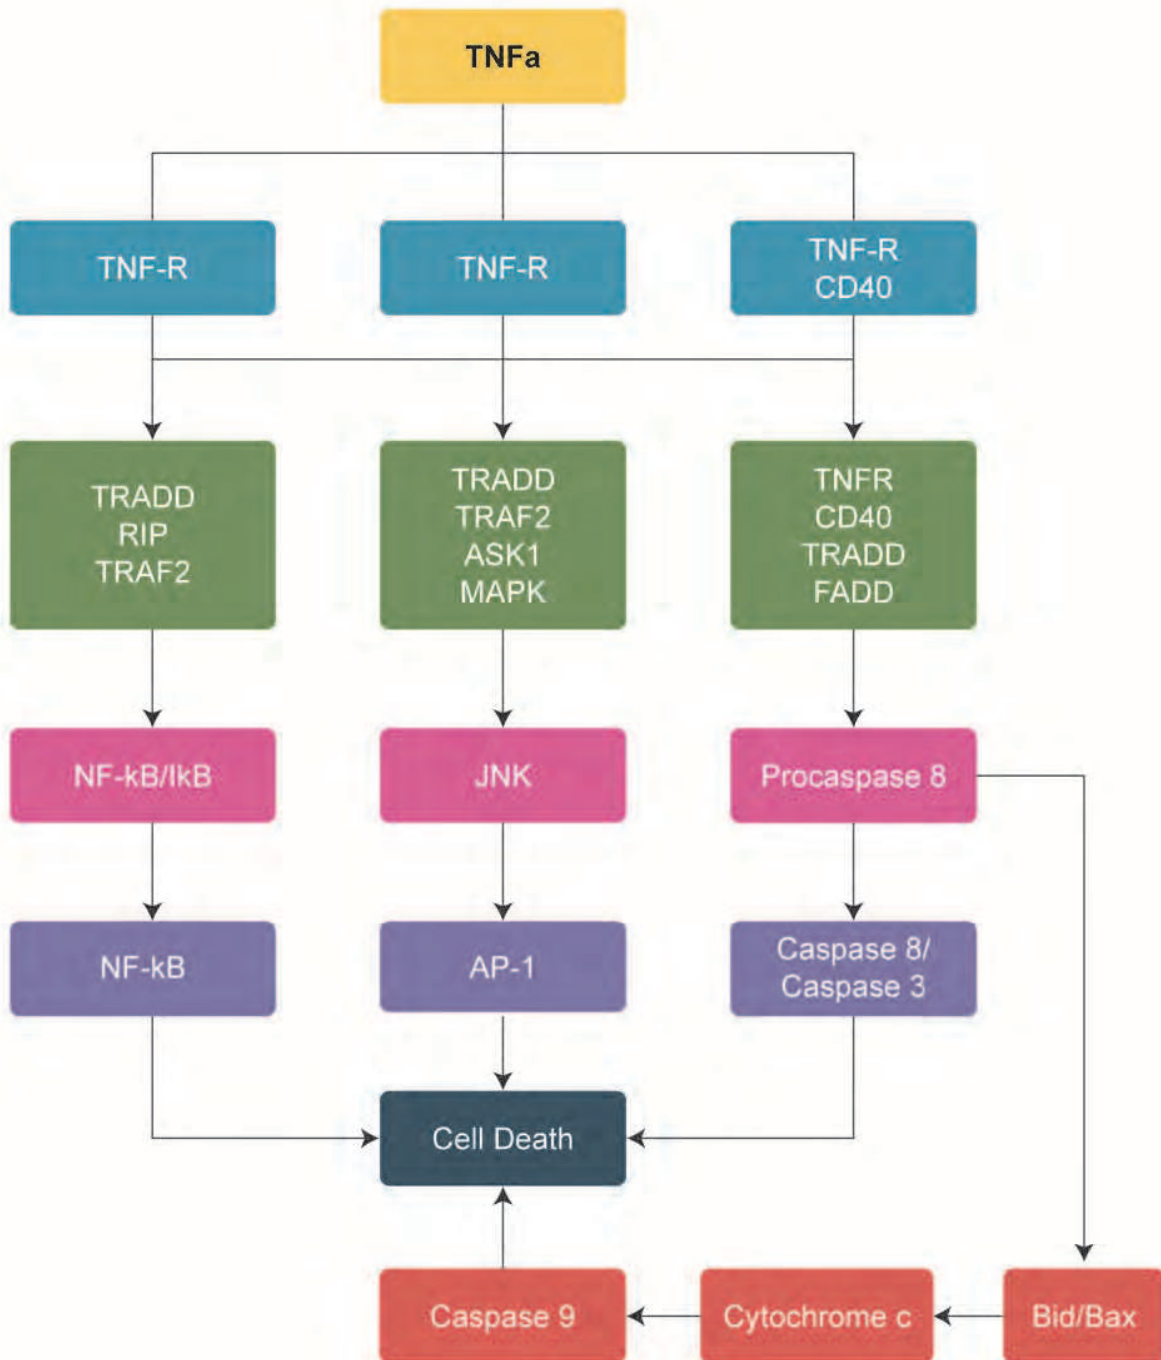 TNFa
TNF-R
TNF-R
TNF-R
CD40
TRADD
RIP
TRAF2
TRADD
TRAF2
ASK1
MAPK
TNFR
CD40
TRADD
FADD
NF-kB/IkB
JNK
Procaspase 8
NF-kB
AP-1
Caspase 8/
Caspase 3
Cell Death
Caspase 9
Cytochrome c
Bid/Bax